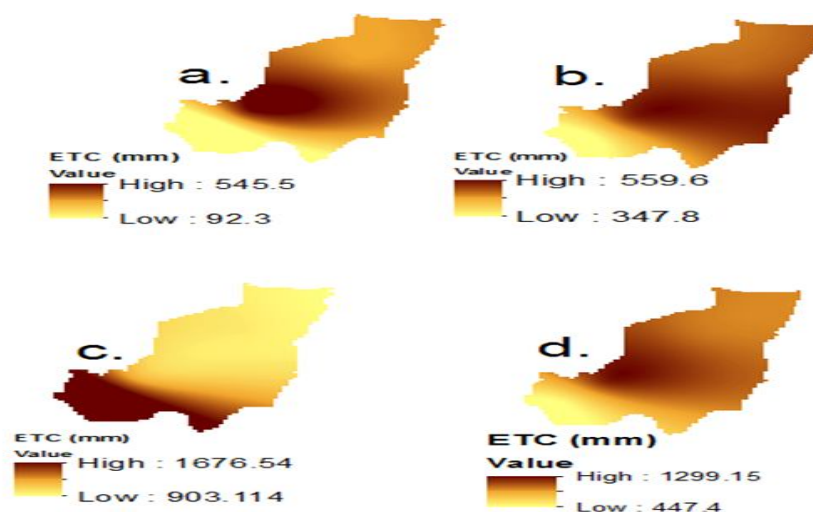 a.
ETC (mm)
Value
High : 545.5
Low : 92.3
b.
ETC (mm)
Value
High : 559.6
Low : 347.8
c.
ETC (mm)
Value
High : 1676.54
Low : 903.114
d.
ETC (mm)
Value
High : 1299.15
Low : 447.4